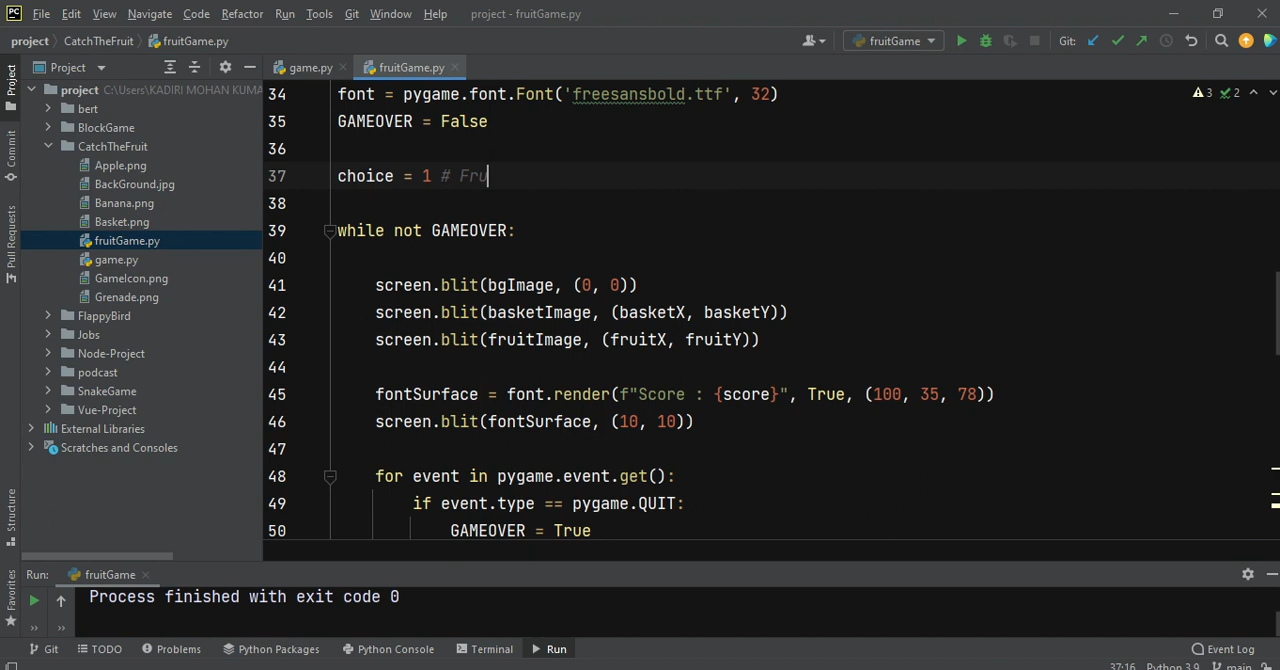 PC File Edit View Navigate Code Refactor Run Tools Git Window Help project - fruitGame.py
project CatchTheFruit fruitGame.py fruitGame Git:
Project game.py fruitGame.py
project C:\Users\KADIRI MOHAN KUMA
bert
BlockGame
CatchTheFruit
Apple.png
BackGround.jpg
Banana.png
Basket.png
fruitGame.py
game.py
GameIcon.png
Grenade.png
FlappyBird
Jobs
Node-Project
podcast
SnakeGame
Vue-Project
External Libraries
Scratches and Consoles
Project
Commit
Pull Requests
Structure
Favorites
3 2
34 font = pygame.font.Font('freesansbold.ttf', 32)
35 GAMEOVER = False
36
37 choice = 1 # Fru
38
39 while not GAMEOVER:
40
41 screen.blit(bgImage, (0, 0))
42 screen.blit(basketImage, (basketX, basketY))
43 screen.blit(fruitImage, (fruitX, fruitY))
44
45 fontSurface = font.render(f"Score : {score}", True, (100, 35, 78))
46 screen.blit(fontSurface, (10, 10))
47
48 for event in pygame.event.get():
49 if event.type == pygame.QUIT:
50 GAMEOVER = True
Run: fruitGame
Process finished with exit code 0
Git TODO Problems Python Packages Python Console Terminal Run Event Log
37:16 Python 3.9 main